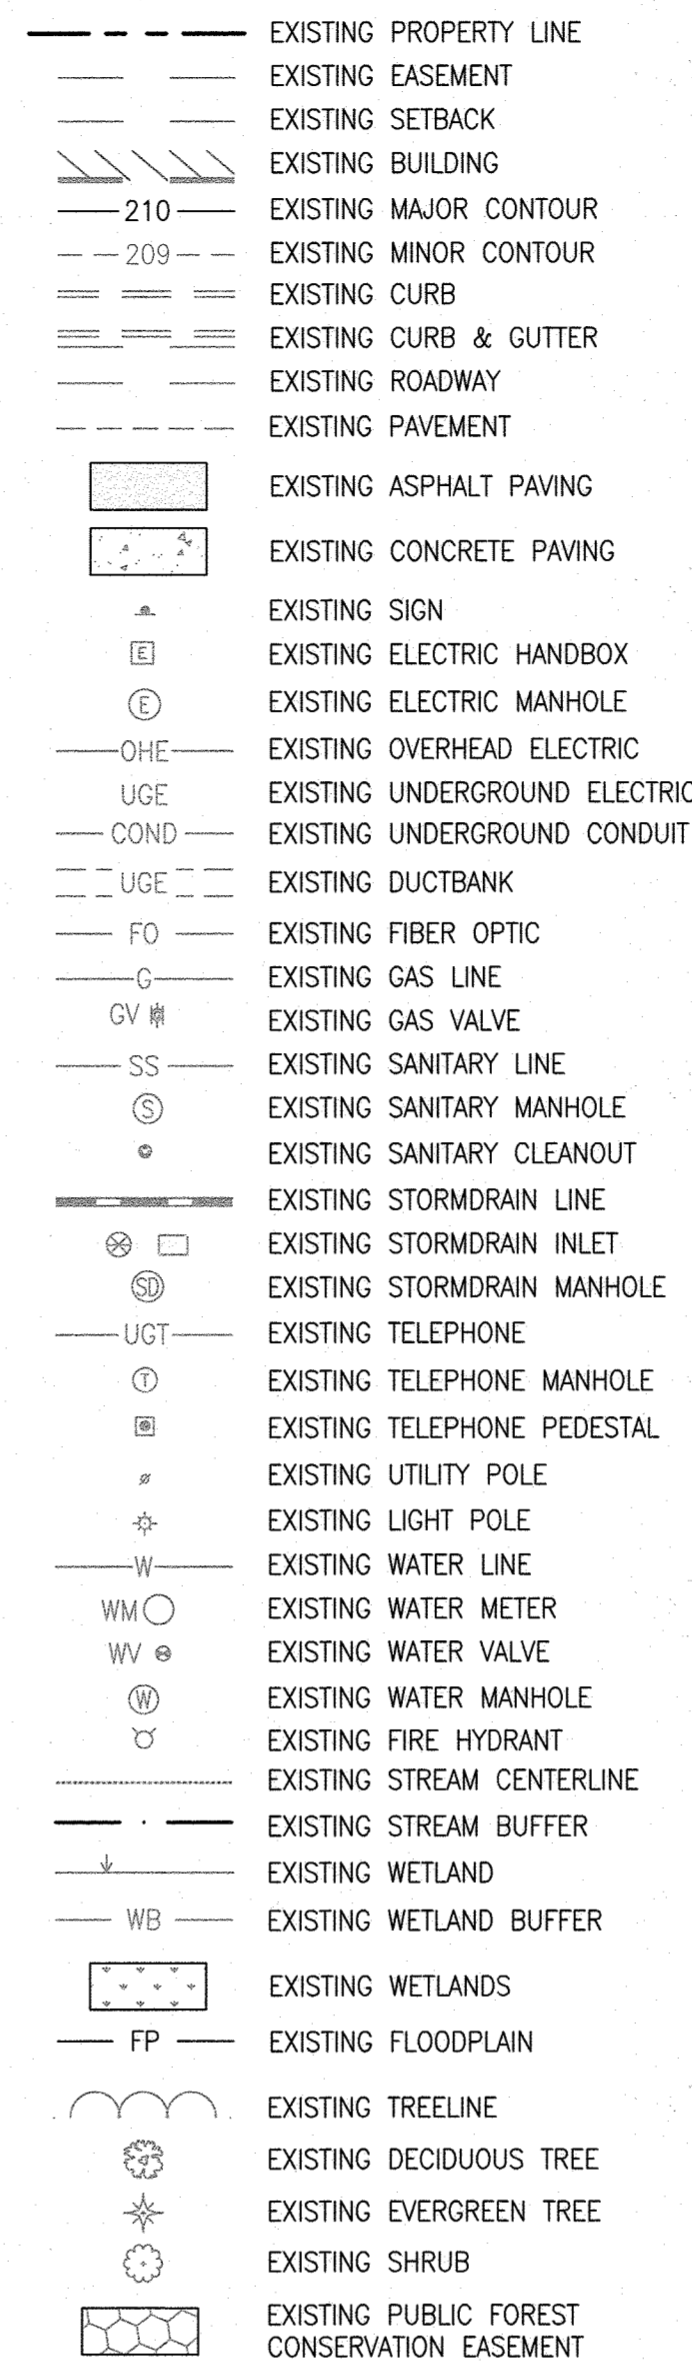 EXISTING PROPERTY LINE
EXISTING EASEMENT
EXISTING SETBACK
EXISTING BUILDING
210 EXISTING MAJOR CONTOUR
209 EXISTING MINOR CONTOUR
EXISTING CURB
EXISTING CURB & GUTTER
EXISTING ROADWAY
EXISTING PAVEMENT
EXISTING ASPHALT PAVING
EXISTING CONCRETE PAVING
EXISTING SIGN
E EXISTING ELECTRIC HANDBOX
E EXISTING ELECTRIC MANHOLE
OHE EXISTING OVERHEAD ELECTRIC
UGE EXISTING UNDERGROUND ELECTRIC
COND EXISTING UNDERGROUND CONDUIT
UGE EXISTING DUCTBANK
FO EXISTING FIBER OPTIC
G EXISTING GAS LINE
GV EXISTING GAS VALVE
SS EXISTING SANITARY LINE
S EXISTING SANITARY MANHOLE
EXISTING SANITARY CLEANOUT
EXISTING STORMDRAIN LINE
EXISTING STORMDRAIN INLET
SD EXISTING STORMDRAIN MANHOLE
UGT EXISTING TELEPHONE
T EXISTING TELEPHONE MANHOLE
EXISTING TELEPHONE PEDESTAL
EXISTING UTILITY POLE
EXISTING LIGHT POLE
W EXISTING WATER LINE
WM EXISTING WATER METER
WV EXISTING WATER VALVE
W EXISTING WATER MANHOLE
EXISTING FIRE HYDRANT
EXISTING STREAM CENTERLINE
EXISTING STREAM BUFFER
EXISTING WETLAND
WB EXISTING WETLAND BUFFER
EXISTING WETLANDS
FP EXISTING FLOODPLAIN
EXISTING TREELINE
EXISTING DECIDUOUS TREE
EXISTING EVERGREEN TREE
EXISTING SHRUB
EXISTING PUBLIC FOREST
CONSERVATION EASEMENT